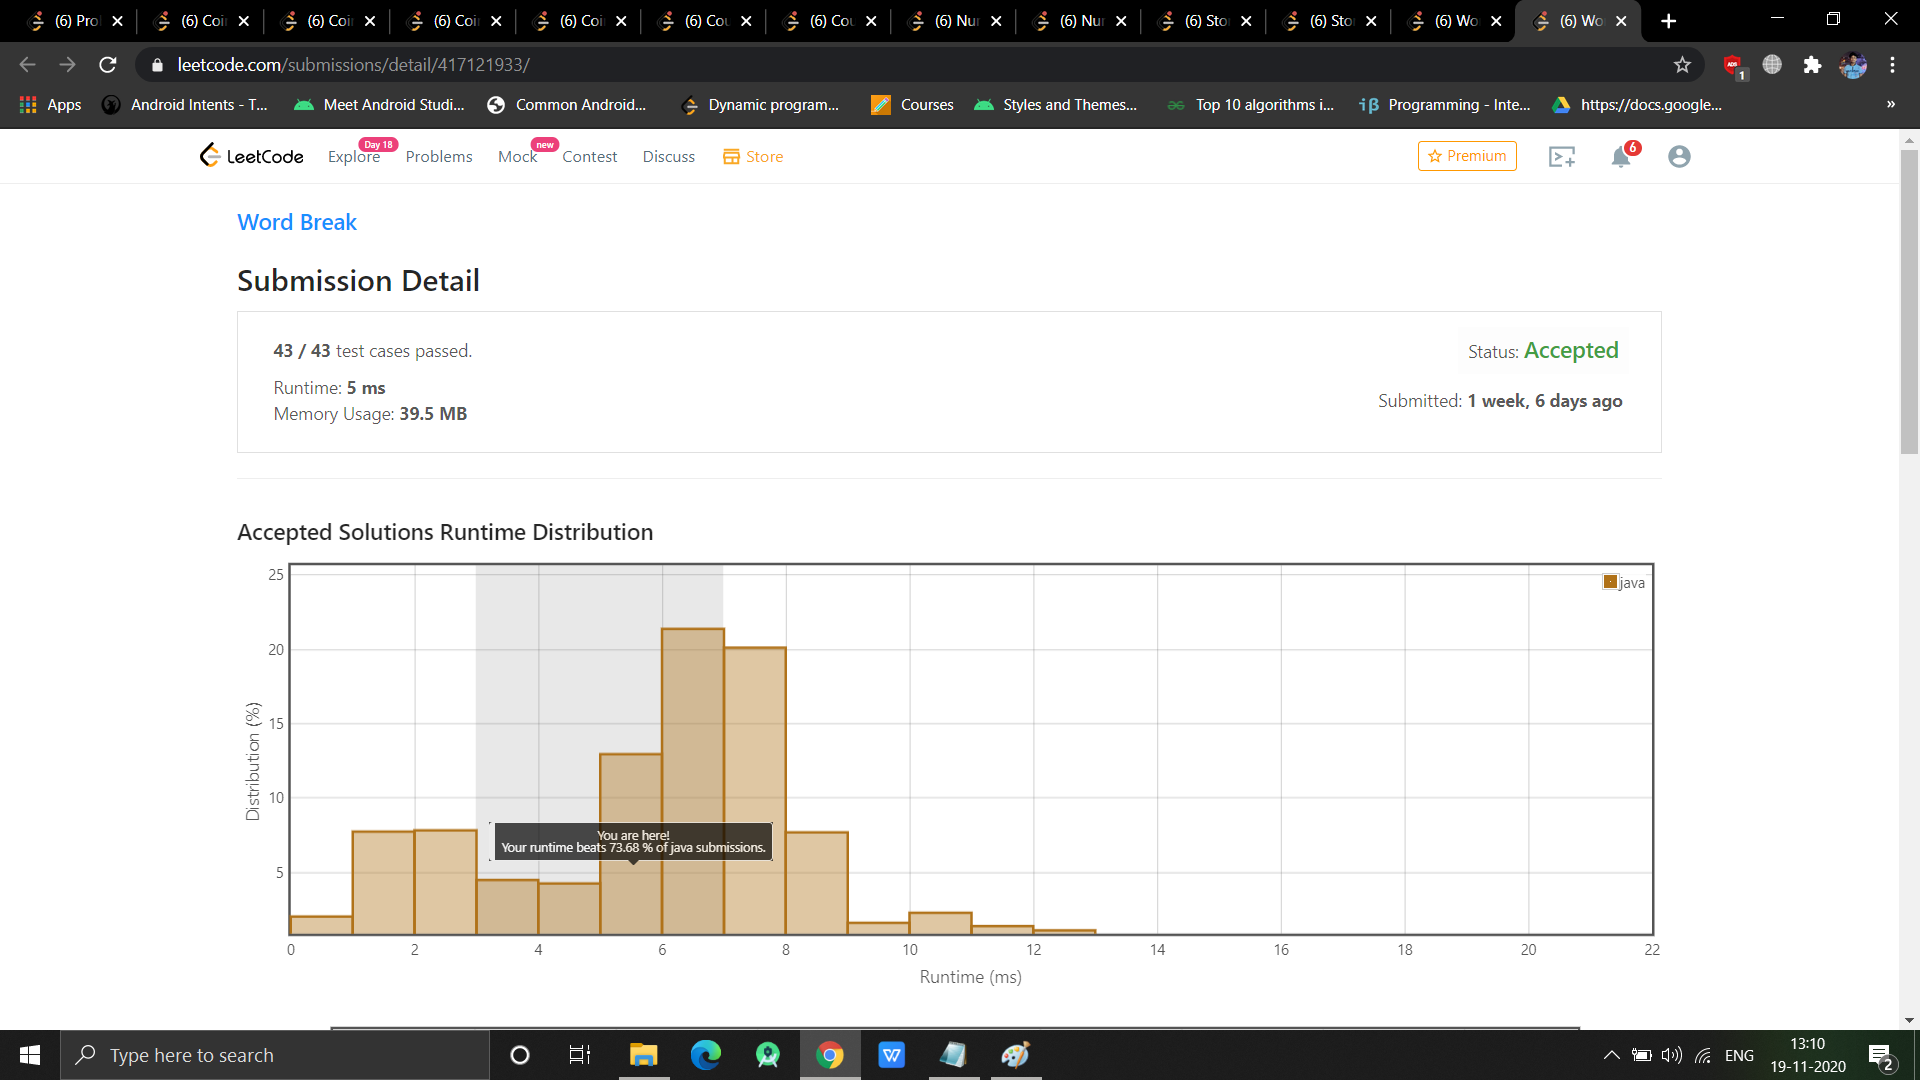 (6) Pro
(6) Coi
(6) Coi
(6) Coi
(6) Coi
(6) Cou
(6) Cou
(6) Nu
(6) Nu
(6) Sto
(6) Sto
(6) Wo
(6) Wo
leetcode.com/submissions/detail/417121933/
ADS
1
Apps
Android Intents - T...
Meet Android Studi...
Common Android...
Dynamic program...
Courses
Styles and Themes...
Top 10 algorithms i...
Programming - Inte...
https://docs.google...
»
LeetCode
Explore
Day 18
Problems
Mock
new
Contest
Discuss
Store
Premium
6
Word Break
Submission Detail
43 / 43 test cases passed.
Status: Accepted
Runtime: 5 ms
Memory Usage: 39.5 MB
Submitted: 1 week, 6 days ago
Accepted Solutions Runtime Distribution
25
20
15
10
5
Distribution (%)
java
You are here!
Your runtime beats 73.68 % of java submissions.
0 2 4 6 8 10 12 14 16 18 20 22
Runtime (ms)
Type here to search
ENG
13:10
19-11-2020
2